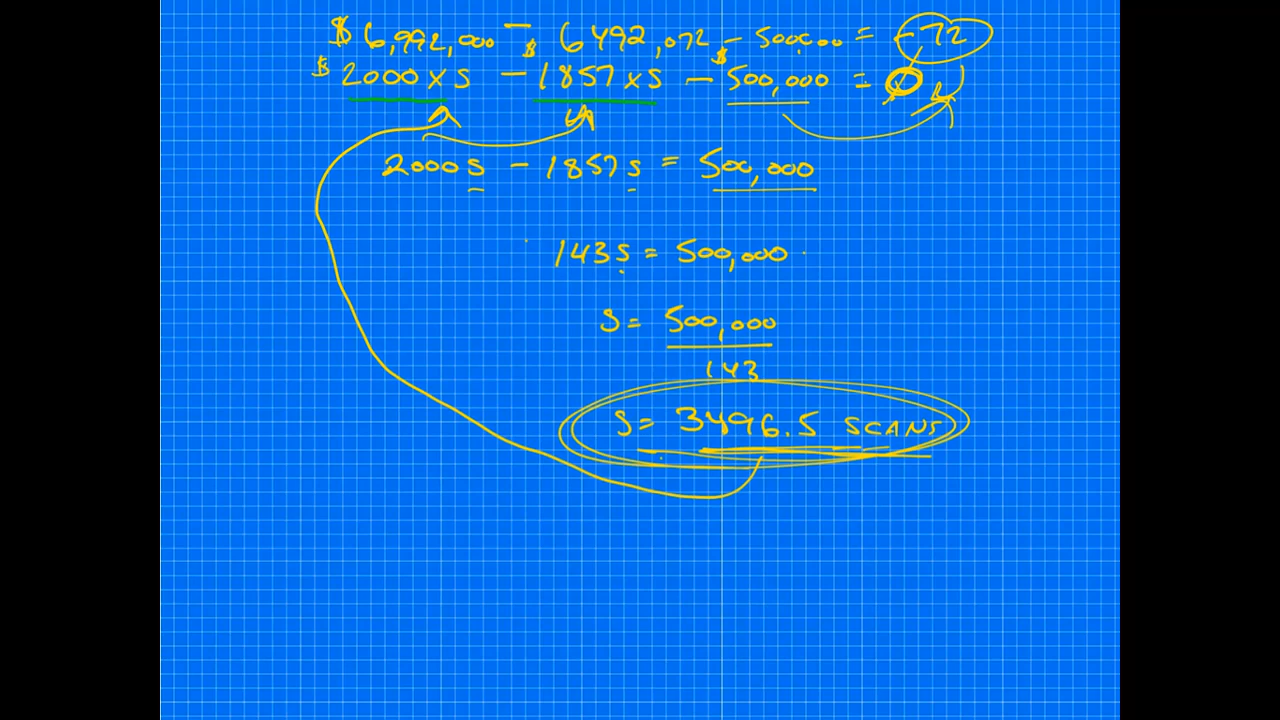 $6,992,000 - $6492,072 - $500,000 = -72
$2000 x S - 1857 x S - 500,000 = 0
2000S - 1857S = 500,000
143S = 500,000
S = 500,000
143
S = 3496.5 SCANS